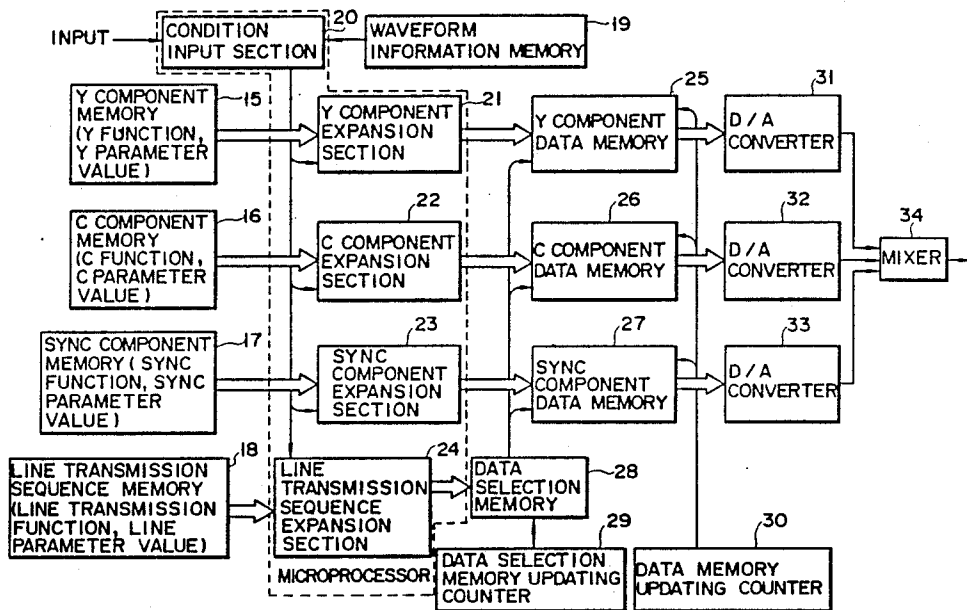 INPUT
CONDITION
INPUT SECTION
20
WAVEFORM
INFORMATION MEMORY
19
Y COMPONENT
MEMORY
(Y FUNCTION,
Y PARAMETER
VALUE)
15
Y COMPONENT
EXPANSION
SECTION
21
Y COMPONENT
DATA MEMORY
25
D/A
CONVERTER
31
C COMPONENT
MEMORY
(C FUNCTION,
C PARAMETER
VALUE)
16
C COMPONENT
EXPANSION
SECTION
22
C COMPONENT
DATA MEMORY
26
D/A
CONVERTER
32
MIXER
34
SYNC COMPONENT
MEMORY ( SYNC
FUNCTION, SYNC
PARAMETER
VALUE)
17
SYNC
COMPONENT
EXPANSION
SECTION
23
SYNC
COMPONENT
DATA MEMORY
27
D/A
CONVERTER
33
LINE TRANSMISSION
SEQUENCE MEMORY
(LINE TRANSMISSION
FUNCTION, LINE
PARAMETER VALUE)
18
LINE
TRANSMISSION
SEQUENCE
EXPANSION
SECTION
24
DATA
SELECTION
MEMORY
28
MICROPROCESSOR
DATA SELECTION
MEMORY UPDATING
COUNTER
29
DATA MEMORY
UPDATING COUNTER
30